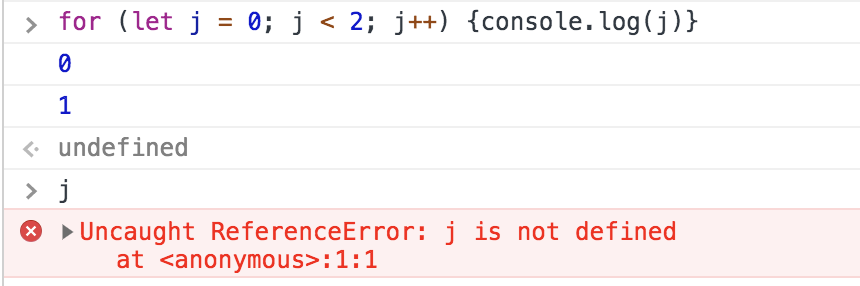 for (let j = 0; j < 2; j++) {console.log(j)}
0
1
undefined
j
Uncaught ReferenceError: j is not defined
at <anonymous>:1:1